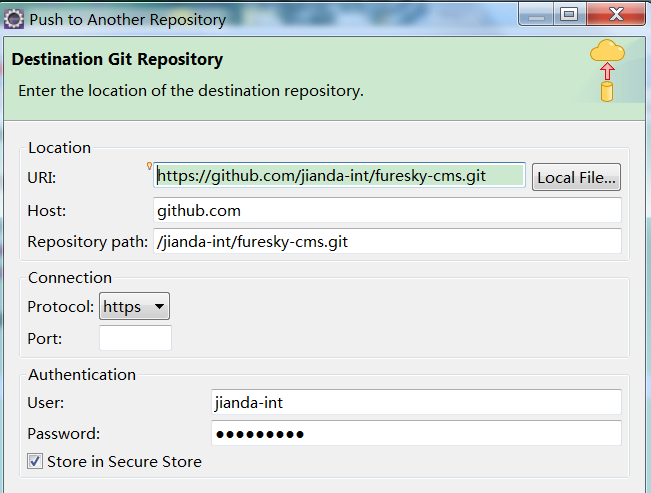 Push to Another Repository
Destination Git Repository
Enter the location of the destination repository.
Location
URI: https://github.com/jianda-int/furesky-cms.git Local File...
Host: github.com
Repository path: /jianda-int/furesky-cms.git
Connection
Protocol: https
Port:
Authentication
User: jianda-int
Password: ●●●●●●●●●
Store in Secure Store